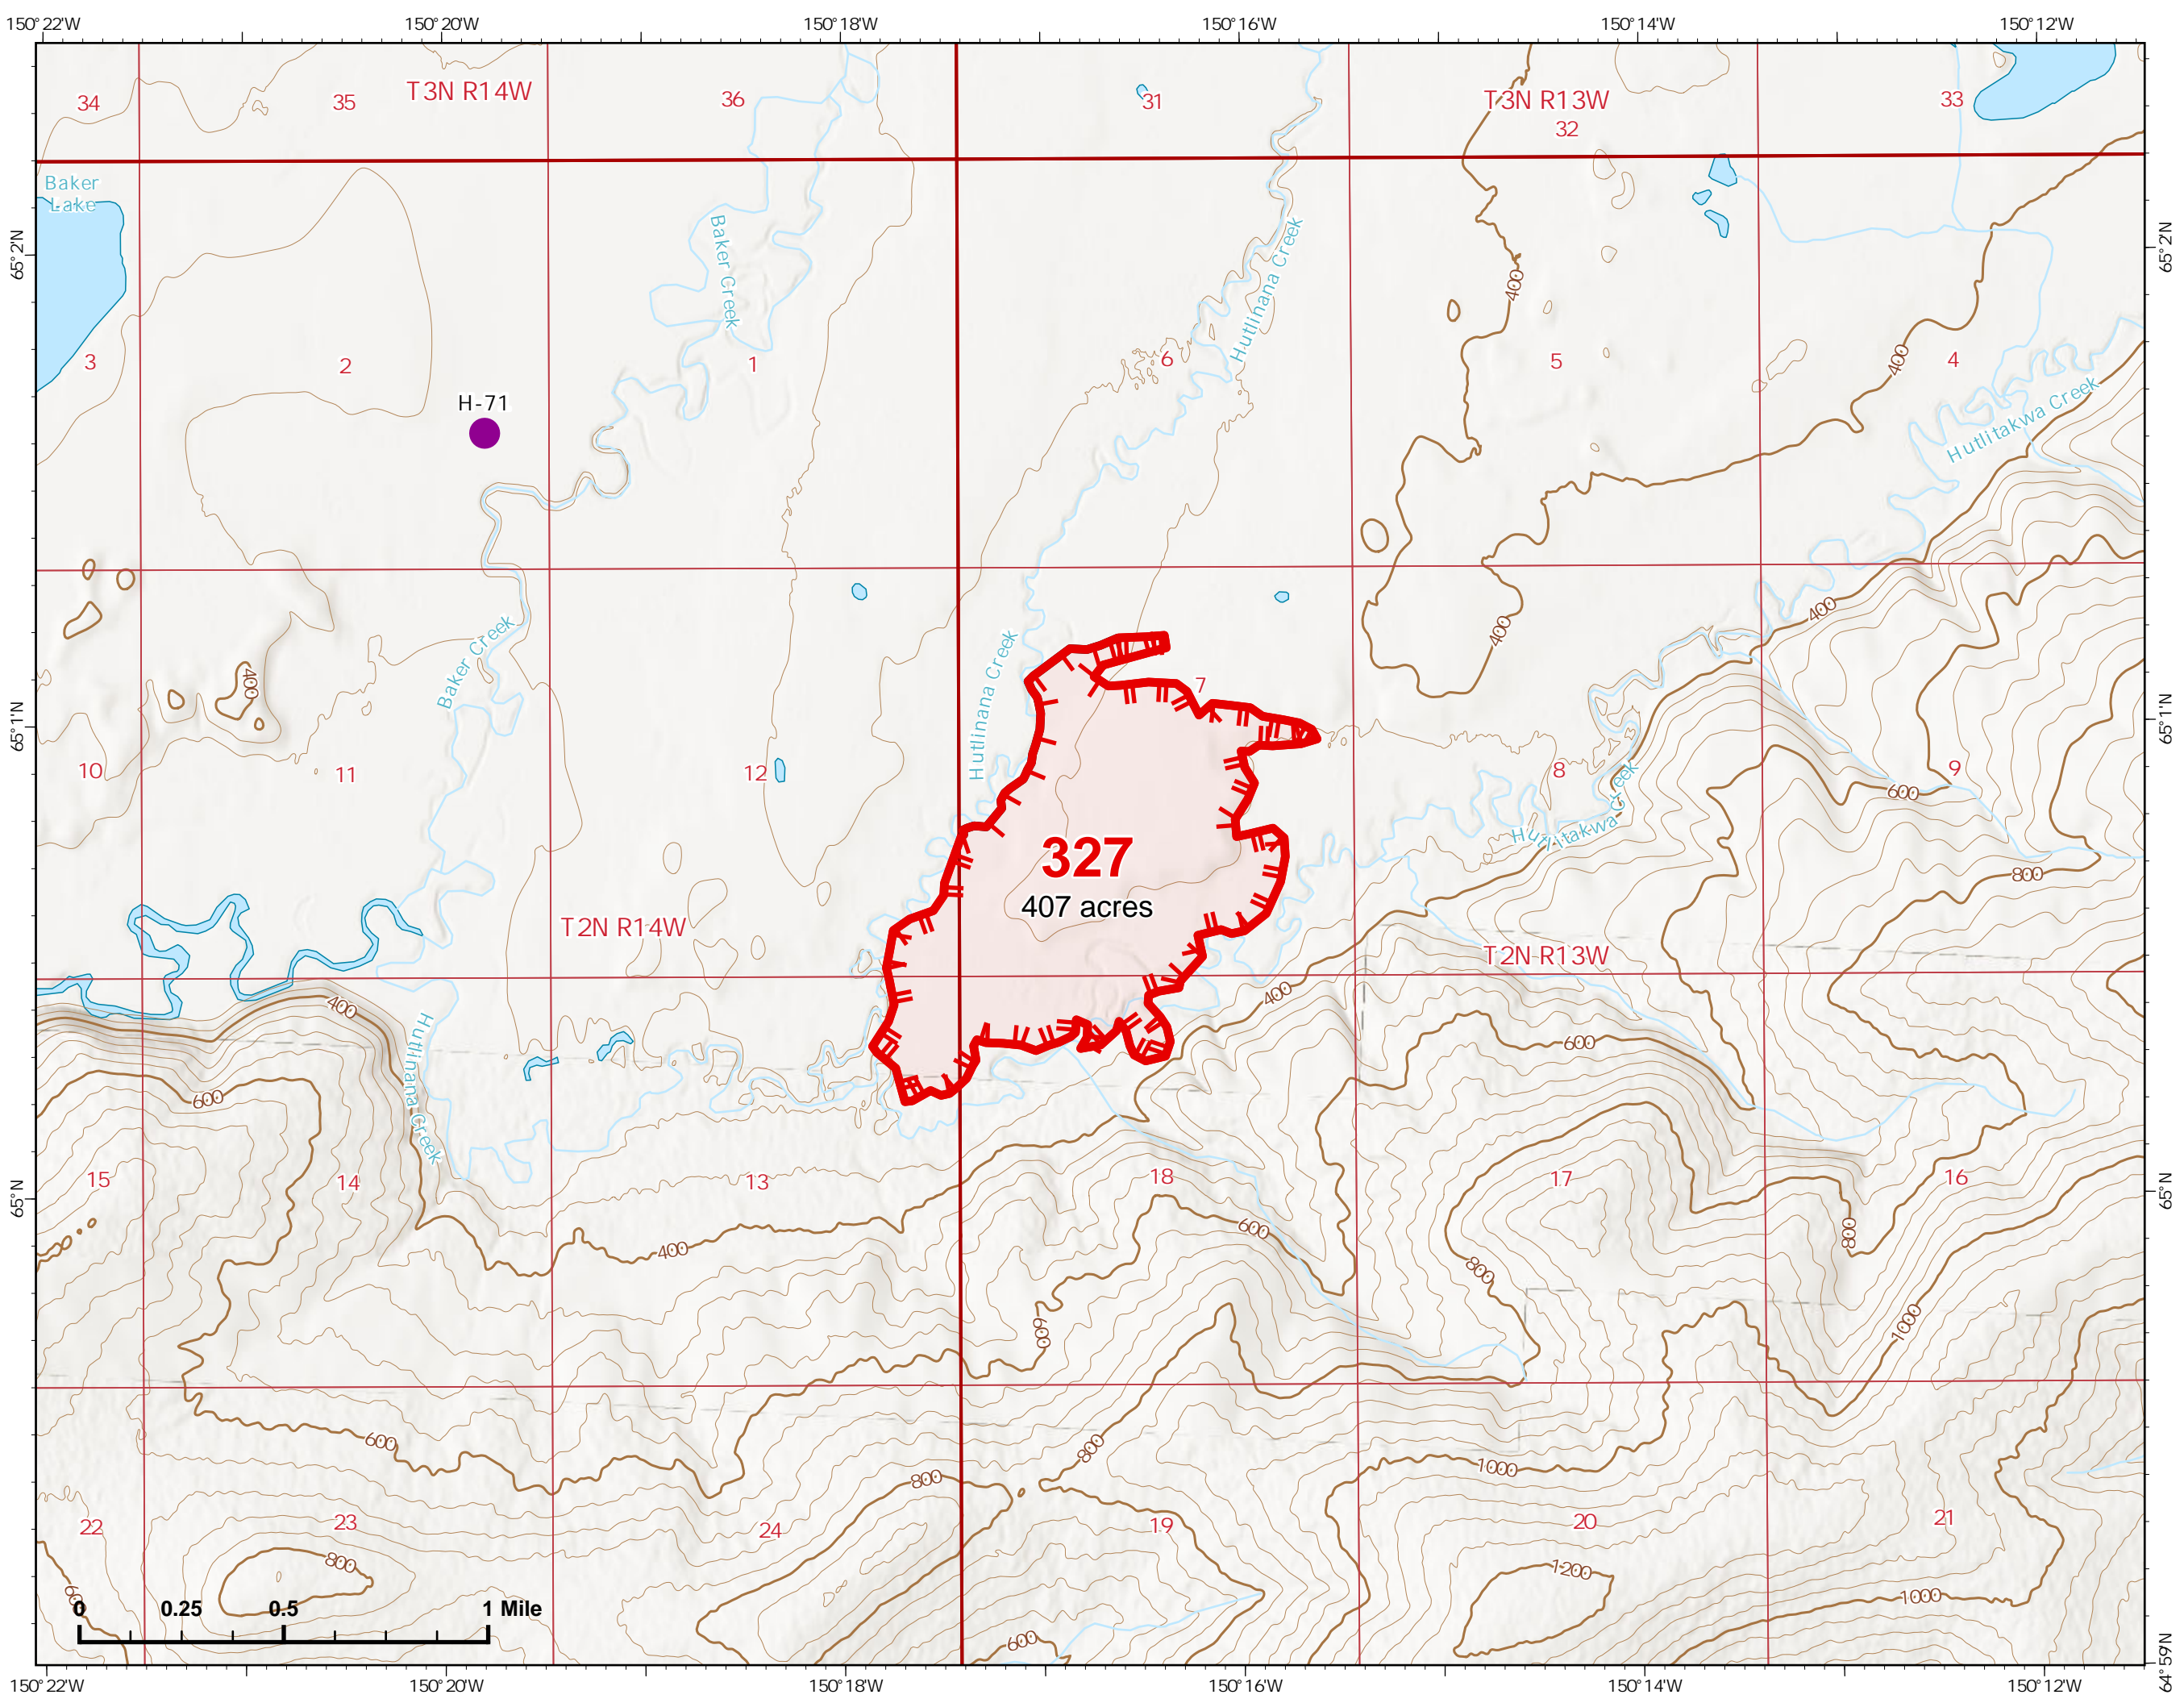 150°22'W 150°20'W 150°18'W 150°16'W 150°14'W 150°12'W
34 35 T3N R14W 36 31 T3N R13W 33
32
Baker
Lake
65°2'N
65°2'N
Baker Creek
Hutlinana Creek
400
3 2 1 6 5 400 4
H-71
Hutlitakwa Creek
400
400
Baker Creek
Hutlinana Creek
400
7
65°1'N
65°1'N
10 11 12 8 9
600
Hutlitakwa
Creek
327
407 acres
800
T2N R14W
T2N R13W
400
400
Hutlinana Creek
600
600
65°N
65°N
15 14 13 18 17 16
600
800
400
800
600
1000
600
800
800
1000
22 23 24 19 20 21
800
1200
600
1000
600
0 0.25 0.5 1 Mile
64°59'N
150°22'W 150°20'W 150°18'W 150°16'W 150°14'W 150°12'W